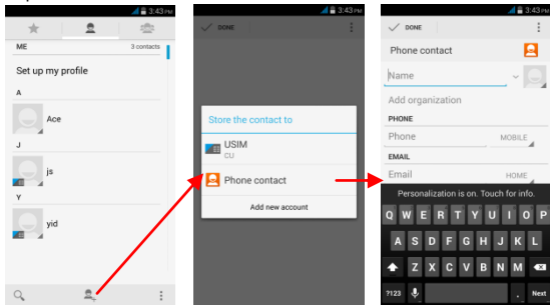 3:43 PM
ME
3 contacts
Set up my profile
A
Ace
J
js
Y
yid
3:43 PM
DONE
Store the contact to
USIM
CU
Phone contact
Add new account
3:43 PM
DONE
Phone contact
Name
Add organization
PHONE
Phone
MOBILE
EMAIL
Email
HOME
Personalization is on. Touch for info.
Q W E R T Y U I O P
A S D F G H J K L
Z X C V B N M
?123 . Next